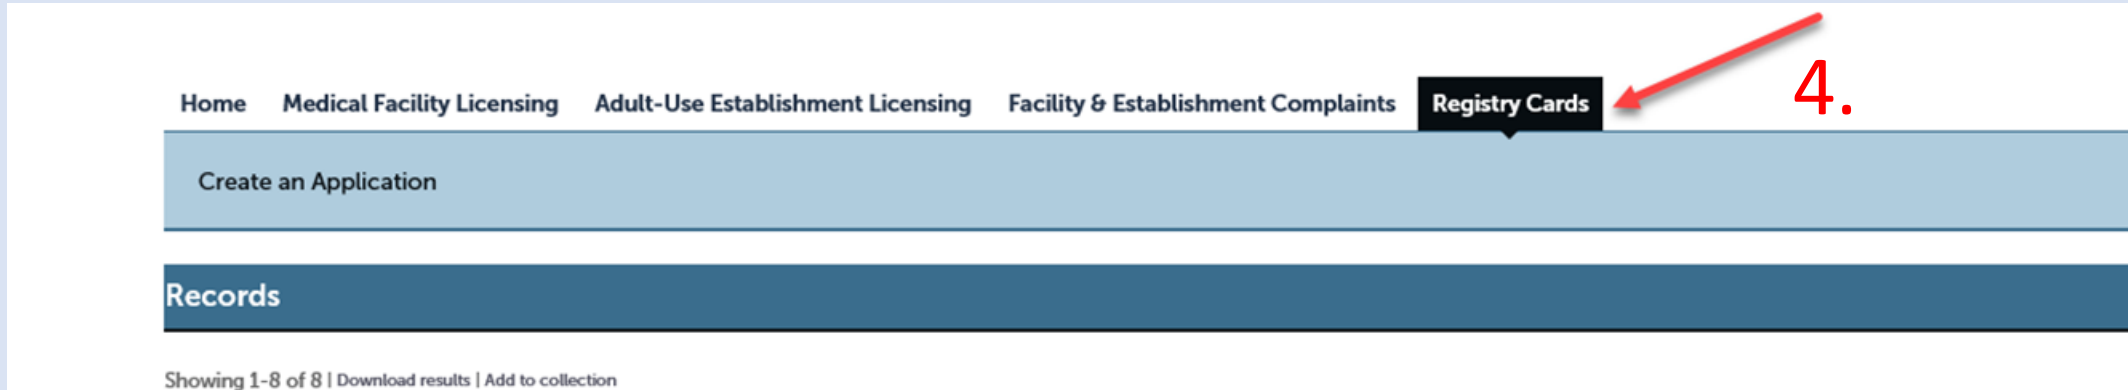 4.
Home Medical Facility Licensing Adult-Use Establishment Licensing Facility & Establishment Complaints Registry Cards
Create an Application
Records
Showing 1-8 of 8 | Download results | Add to collection